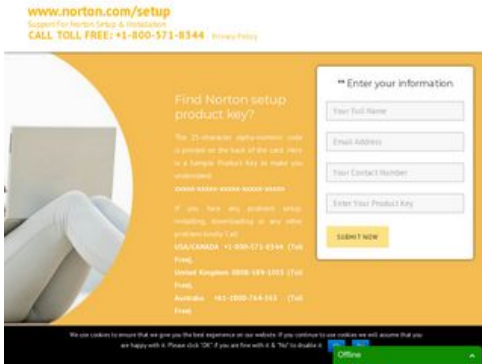 www.norton.com/setup
Support for Norton Setup & Installation
CALL TOLL FREE: +1-800-571-8344 Privacy Policy
Find Norton setup
product key?
The 25-character alpha-numeric code
is printed on the back of the card. Here
is a Sample Product Key to make you
understand:
xxxxx-xxxxx-xxxxx-xxxxx-xxxxx
If you face any problem setup,
installing, downloading or any other
problem kindly Call
USA/CANADA +1-800-571-8344 (Toll
Free),
United Kingdom (Toll
Free),
Australia (Toll
Free)
** Enter your information
Your Full Name
Email Address
Your Contact Number
Enter Your Product Key
SUBMIT NOW
We use cookies to ensure that we give you the best experience on our website. If you continue to use cookies we will assume that you
are happy with it. Please click "OK" if you are fine with it & "No" to disable it
Offline